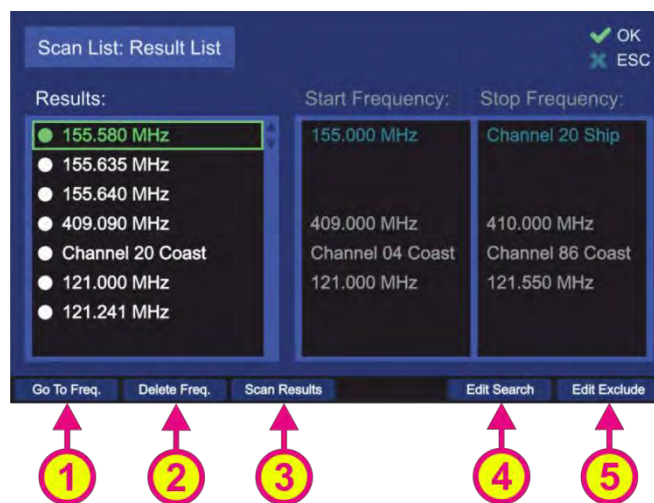 Scan List: Result List
OK
ESC
Results:
Start Frequency:
Stop Frequency:
155.580 MHz
155.000 MHz
Channel 20 Ship
155.635 MHz
155.640 MHz
409.090 MHz
409.000 MHz
410.000 MHz
Channel 20 Coast
Channel 04 Coast
Channel 86 Coast
121.000 MHz
121.000 MHz
121.550 MHz
121.241 MHz
Go To Freq.
Delete Freq.
Scan Results
Edit Search
Edit Exclude
1
2
3
4
5